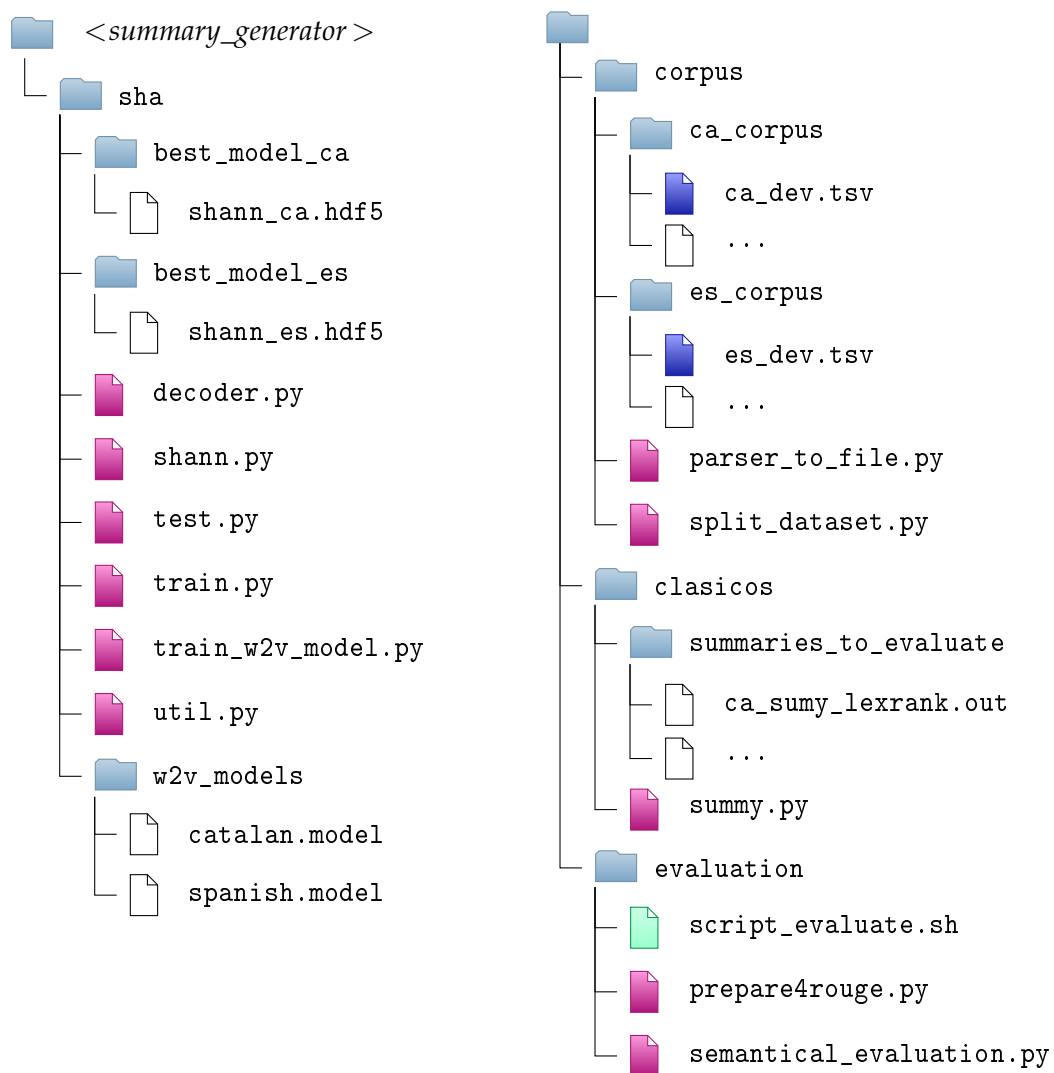 <summary_generator>
sha
best_model_ca
shann_ca.hdf5
best_model_es
shann_es.hdf5
decoder.py
shann.py
test.py
train.py
train_w2v_model.py
util.py
w2v_models
catalan.model
spanish.model
corpus
ca_corpus
ca_dev.tsv
...
es_corpus
es_dev.tsv
...
parser_to_file.py
split_dataset.py
clasicos
summaries_to_evaluate
ca_sumy_lexrank.out
...
summy.py
evaluation
script_evaluate.sh
prepare4rouge.py
semantical_evaluation.py